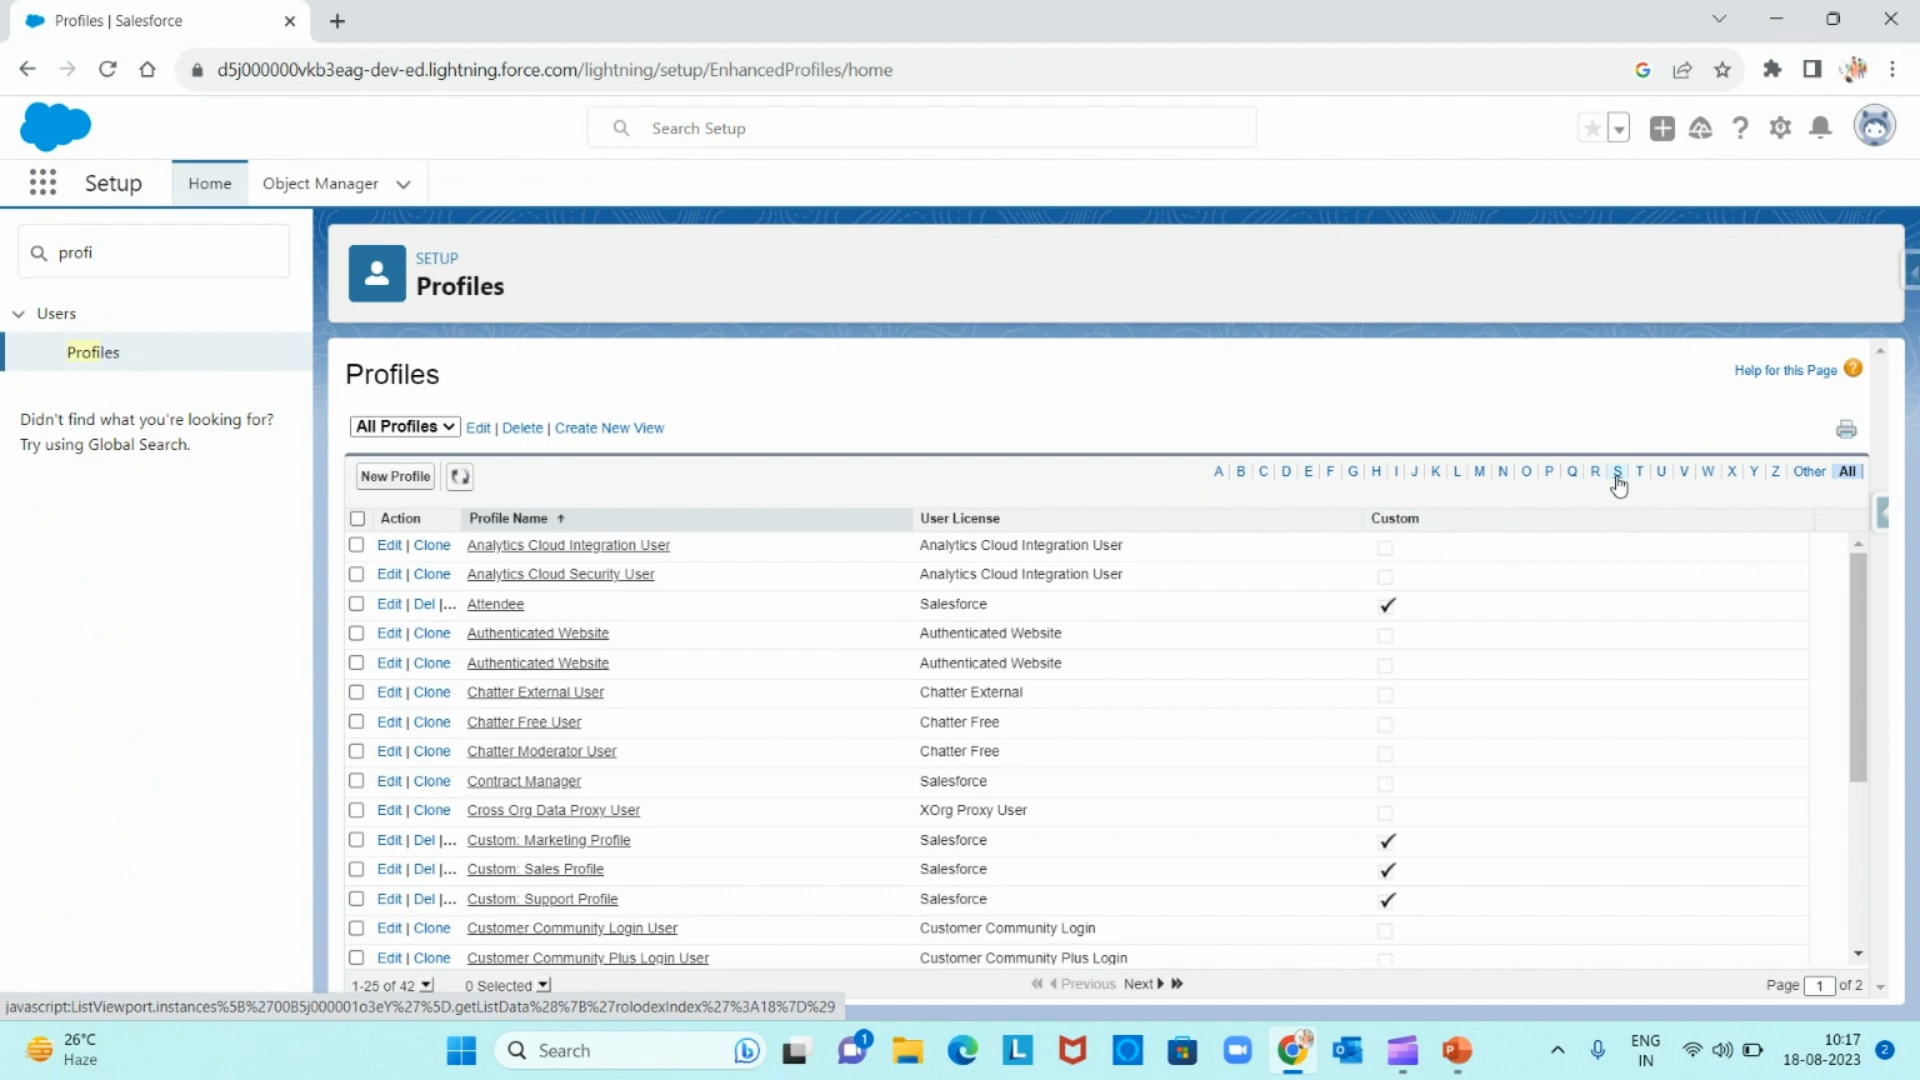 Profiles | Salesforce
d5j000000vkb3eag-dev-ed.lightning.force.com/lightning/setup/EnhancedProfiles/home
Search Setup
Setup
Home
Object Manager
profi
Users
Profiles
Didn't find what you're looking for?
Try using Global Search.
SETUP
Profiles
Profiles
Help for this Page
All Profiles Edit | Delete | Create New View
New Profile
A | B | C | D | E | F | G | H | I | J | K | L | M | N | O | P | Q | R | S | T | U | V | W | X | Y | Z | Other | All
Action Profile Name ↑ User License Custom
Edit | Clone Analytics Cloud Integration User Analytics Cloud Integration User
Edit | Clone Analytics Cloud Security User Analytics Cloud Integration User
Edit | Del |... Attendee Salesforce ✓
Edit | Clone Authenticated Website Authenticated Website
Edit | Clone Authenticated Website Authenticated Website
Edit | Clone Chatter External User Chatter External
Edit | Clone Chatter Free User Chatter Free
Edit | Clone Chatter Moderator User Chatter Free
Edit | Clone Contract Manager Salesforce
Edit | Clone Cross Org Data Proxy User XOrg Proxy User
Edit | Del |... Custom: Marketing Profile Salesforce ✓
Edit | Del |... Custom: Sales Profile Salesforce ✓
Edit | Del |... Custom: Support Profile Salesforce ✓
Edit | Clone Customer Community Login User Customer Community Login
Edit | Clone Customer Community Plus Login User Customer Community Plus Login
1-25 of 42 0 Selected Previous Next Page 1 of 2
javascript:ListViewport.instances%5B%2700B5j000001o3eY%27%5D.getListData%28%7B%27rolodexIndex%27%3A18%7D%29
26°C
Haze
Search
1
ENG
IN
10:17
18-08-2023
2